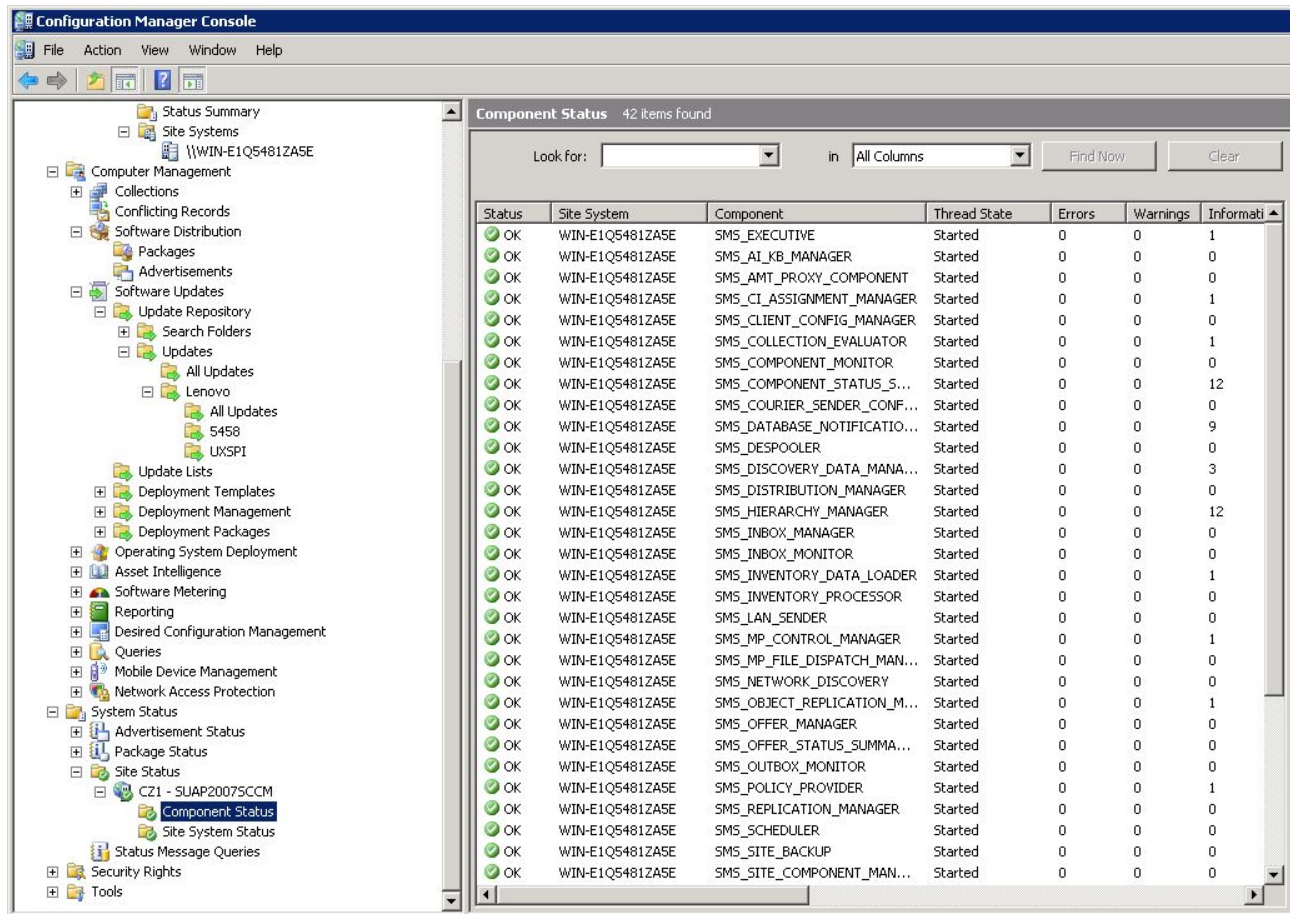 Configuration Manager Console
File Action View Window Help
Status Summary
Site Systems
\\WIN-E1Q5481ZA5E
Computer Management
Collections
Conflicting Records
Software Distribution
Packages
Advertisements
Software Updates
Update Repository
Search Folders
Updates
All Updates
Lenovo
All Updates
5458
UXSPI
Update Lists
Deployment Templates
Deployment Management
Deployment Packages
Operating System Deployment
Asset Intelligence
Software Metering
Reporting
Desired Configuration Management
Queries
Mobile Device Management
Network Access Protection
System Status
Advertisement Status
Package Status
Site Status
CZ1 - SUAP2007SCCM
Component Status
Site System Status
Status Message Queries
Security Rights
Tools
Component Status 42 items found
Look for: in All Columns Find Now Clear
Status Site System Component Thread State Errors Warnings Informati
OK WIN-E1Q5481ZA5E SMS_EXECUTIVE Started 0 0 1
OK WIN-E1Q5481ZA5E SMS_AI_KB_MANAGER Started 0 0 0
OK WIN-E1Q5481ZA5E SMS_AMT_PROXY_COMPONENT Started 0 0 0
OK WIN-E1Q5481ZA5E SMS_CI_ASSIGNMENT_MANAGER Started 0 0 1
OK WIN-E1Q5481ZA5E SMS_CLIENT_CONFIG_MANAGER Started 0 0 0
OK WIN-E1Q5481ZA5E SMS_COLLECTION_EVALUATOR Started 0 0 1
OK WIN-E1Q5481ZA5E SMS_COMPONENT_MONITOR Started 0 0 0
OK WIN-E1Q5481ZA5E SMS_COMPONENT_STATUS_S... Started 0 0 12
OK WIN-E1Q5481ZA5E SMS_COURIER_SENDER_CONF... Started 0 0 0
OK WIN-E1Q5481ZA5E SMS_DATABASE_NOTIFICATIO... Started 0 0 9
OK WIN-E1Q5481ZA5E SMS_DESPOOLER Started 0 0 0
OK WIN-E1Q5481ZA5E SMS_DISCOVERY_DATA_MANA... Started 0 0 3
OK WIN-E1Q5481ZA5E SMS_DISTRIBUTION_MANAGER Started 0 0 0
OK WIN-E1Q5481ZA5E SMS_HIERARCHY_MANAGER Started 0 0 12
OK WIN-E1Q5481ZA5E SMS_INBOX_MANAGER Started 0 0 0
OK WIN-E1Q5481ZA5E SMS_INBOX_MONITOR Started 0 0 0
OK WIN-E1Q5481ZA5E SMS_INVENTORY_DATA_LOADER Started 0 0 1
OK WIN-E1Q5481ZA5E SMS_INVENTORY_PROCESSOR Started 0 0 0
OK WIN-E1Q5481ZA5E SMS_LAN_SENDER Started 0 0 0
OK WIN-E1Q5481ZA5E SMS_MP_CONTROL_MANAGER Started 0 0 1
OK WIN-E1Q5481ZA5E SMS_MP_FILE_DISPATCH_MAN... Started 0 0 0
OK WIN-E1Q5481ZA5E SMS_NETWORK_DISCOVERY Started 0 0 0
OK WIN-E1Q5481ZA5E SMS_OBJECT_REPLICATION_M... Started 0 0 1
OK WIN-E1Q5481ZA5E SMS_OFFER_MANAGER Started 0 0 0
OK WIN-E1Q5481ZA5E SMS_OFFER_STATUS_SUMMA... Started 0 0 0
OK WIN-E1Q5481ZA5E SMS_OUTBOX_MONITOR Started 0 0 0
OK WIN-E1Q5481ZA5E SMS_POLICY_PROVIDER Started 0 0 1
OK WIN-E1Q5481ZA5E SMS_REPLICATION_MANAGER Started 0 0 0
OK WIN-E1Q5481ZA5E SMS_SCHEDULER Started 0 0 0
OK WIN-E1Q5481ZA5E SMS_SITE_BACKUP Started 0 0 0
OK WIN-E1Q5481ZA5E SMS_SITE_COMPONENT_MAN... Started 0 0 0